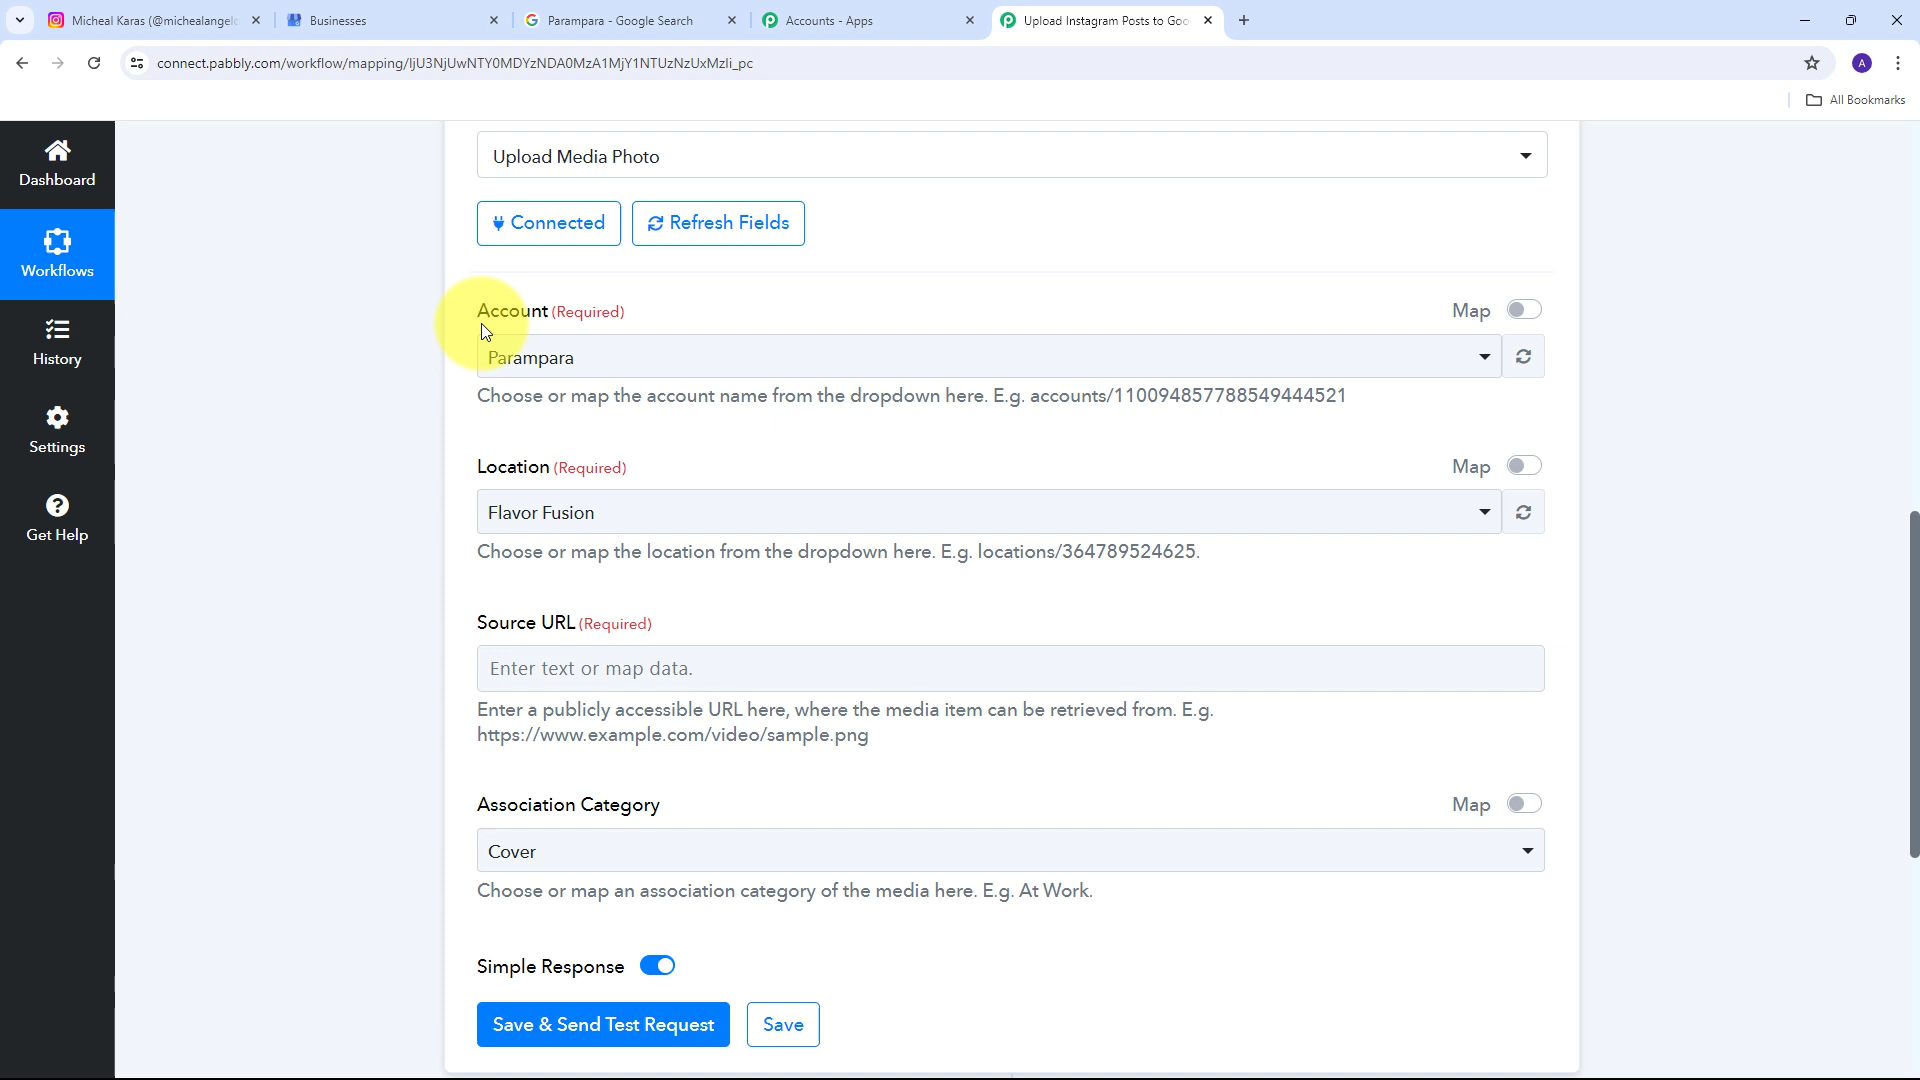 Micheal Karas (@michealangelo
Businesses
Parampara - Google Search
Accounts - Apps
Upload Instagram Posts to Goo
connect.pabbly.com/workflow/mapping/
A
All Bookmarks
Dashboard
Workflows
History
Settings
Get Help
Upload Media Photo
Connected
Refresh Fields
Account (Required)
Map
Parampara
Choose or map the account name from the dropdown here. E.g. accounts/110094857788549444521
Location (Required)
Map
Flavor Fusion
Choose or map the location from the dropdown here. E.g. locations/364789524625.
Source URL (Required)
Enter text or map data.
Enter a publicly accessible URL here, where the media item can be retrieved from. E.g.
https://www.example.com/video/sample.png
Association Category
Map
Cover
Choose or map an association category of the media here. E.g. At Work.
Simple Response
Save & Send Test Request
Save